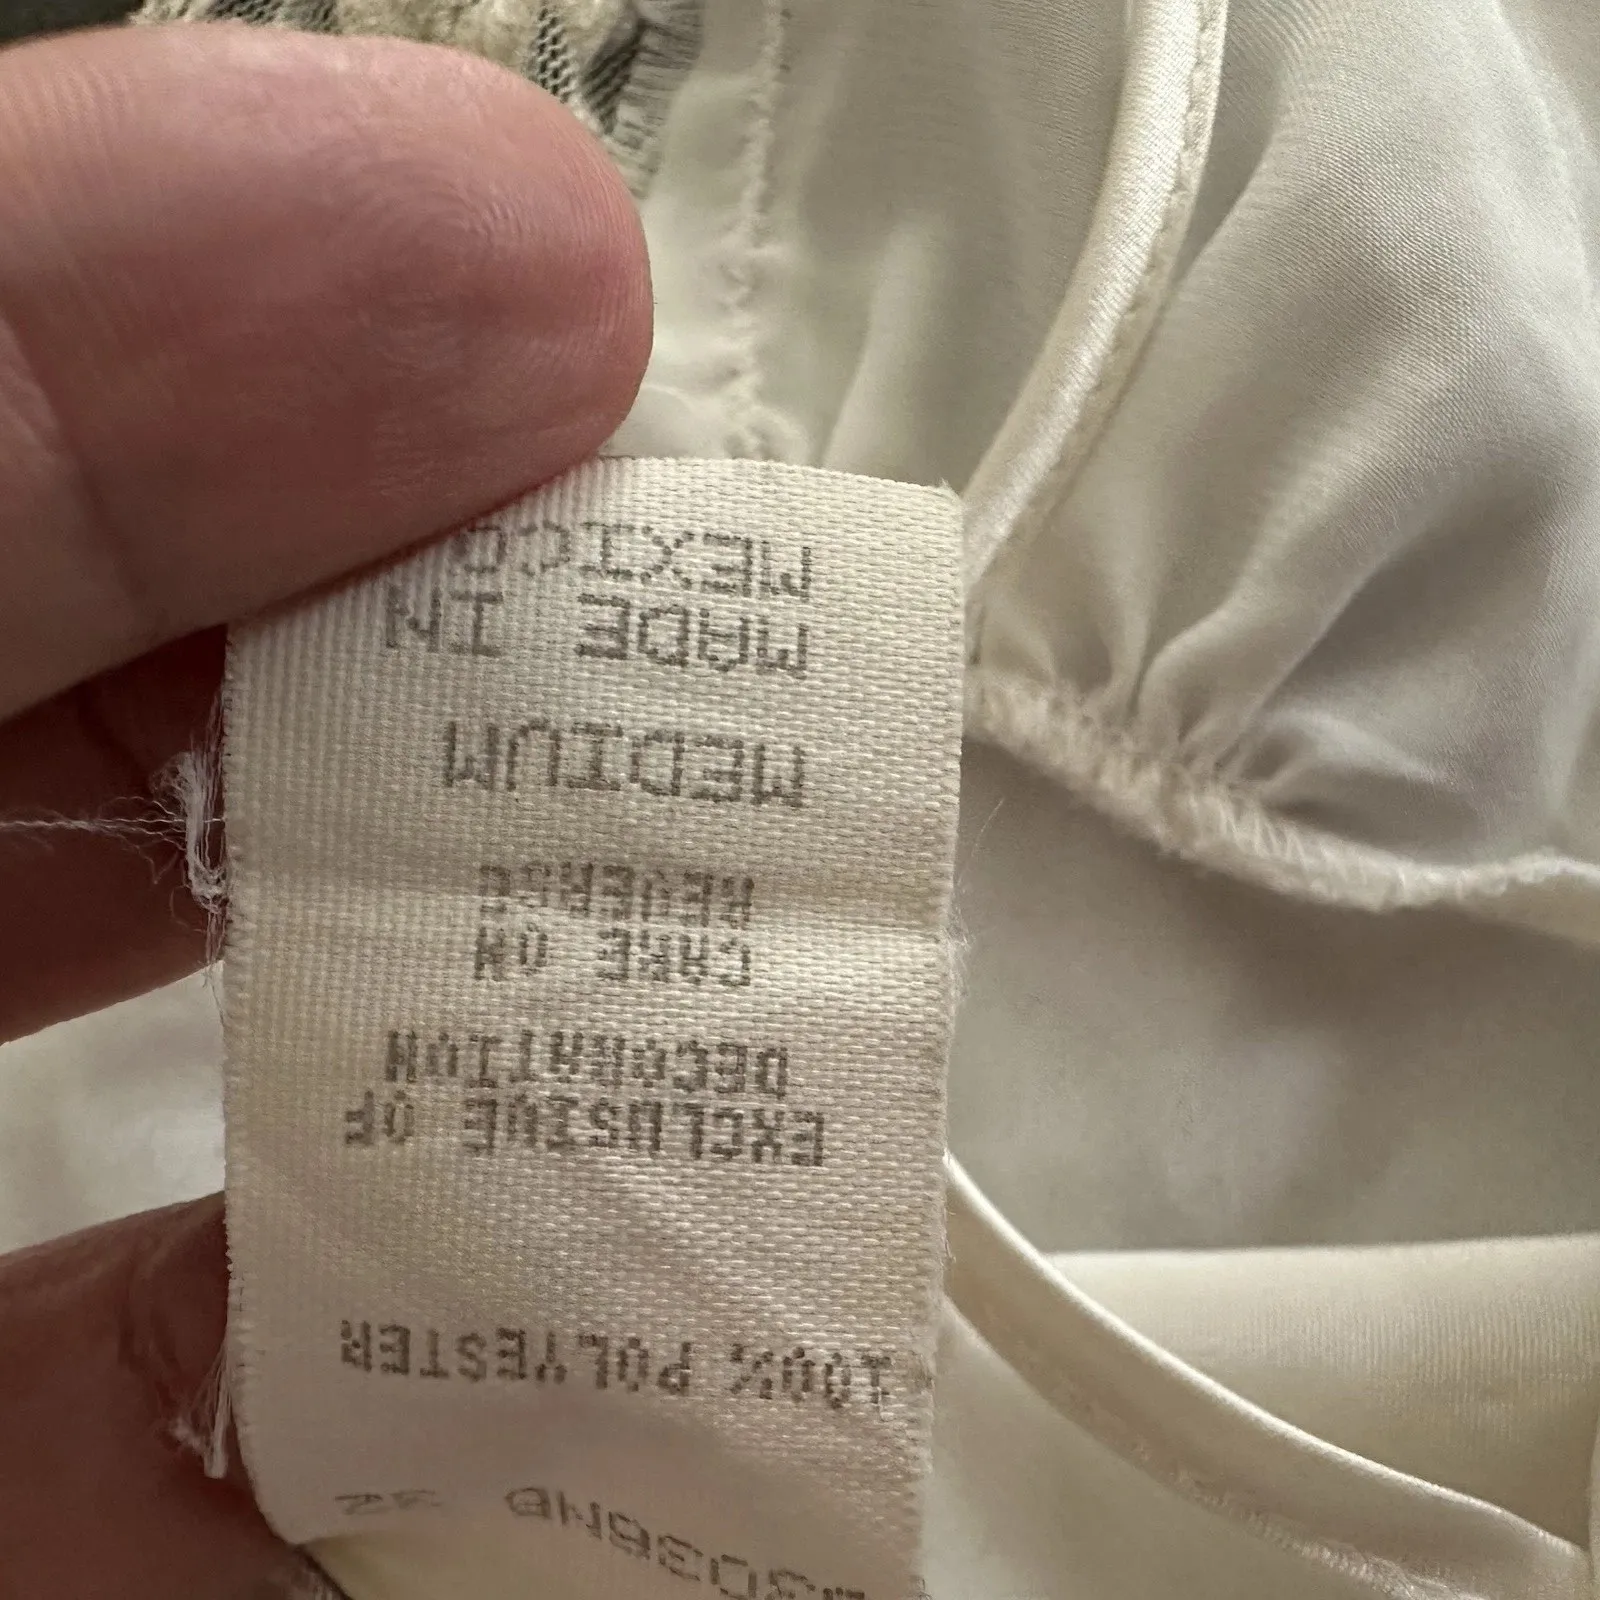 100% POLYESTER
EXCLUSIVE OF
DECORATION
CARE ON
REVERSE
MEDIUM
MADE IN
MEXICO